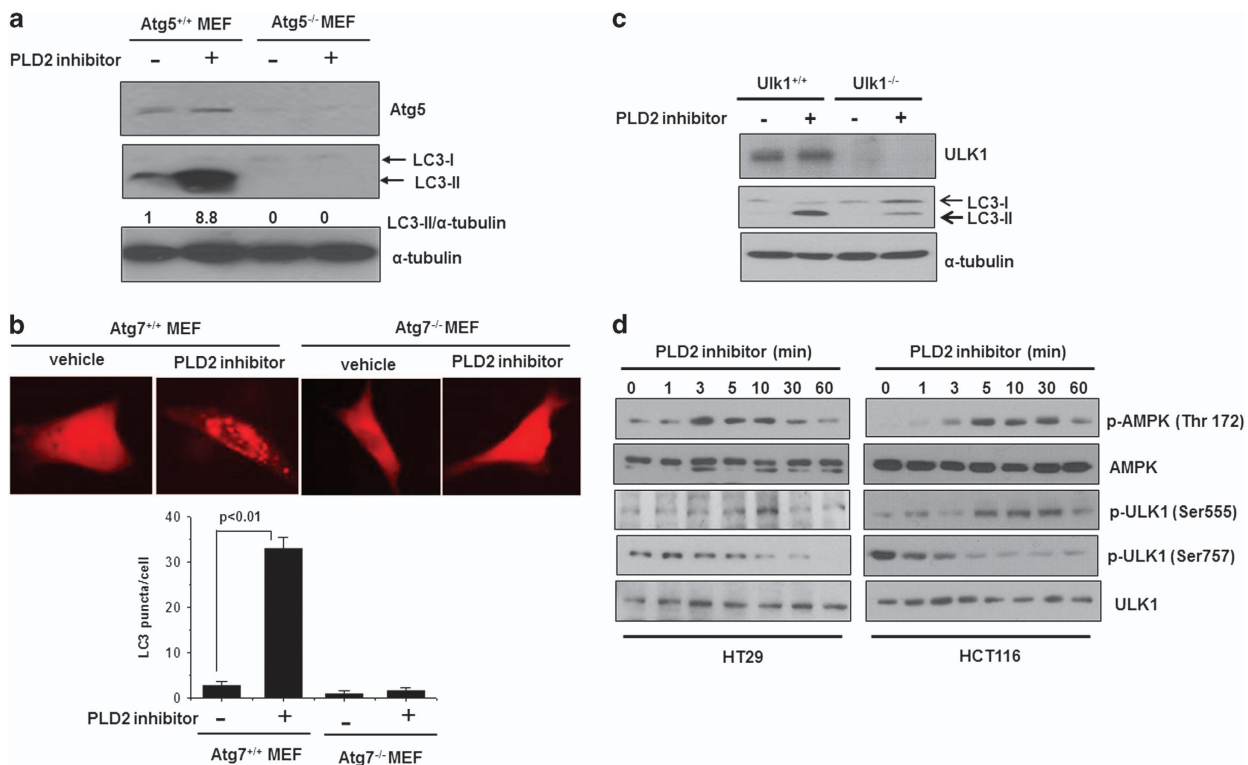 a
Atg5+/+ MEF Atg5-/- MEF
PLD2 inhibitor - + - +
Atg5
LC3-I
LC3-II
1 8.8 0 0 LC3-II/α-tubulin
α-tubulin
b
Atg7+/+ MEF Atg7-/- MEF
vehicle PLD2 inhibitor vehicle PLD2 inhibitor
LC3 puncta/cell
40
30
20
10
0
p<0.01
PLD2 inhibitor - + - +
Atg7+/+ MEF Atg7-/- MEF
c
Ulk1+/+ Ulk1-/-
PLD2 inhibitor - + - +
ULK1
LC3-I
LC3-II
α-tubulin
d
PLD2 inhibitor (min) PLD2 inhibitor (min)
0 1 3 5 10 30 60 0 1 3 5 10 30 60
p-AMPK (Thr 172)
AMPK
p-ULK1 (Ser555)
p-ULK1 (Ser757)
ULK1
HT29 HCT116